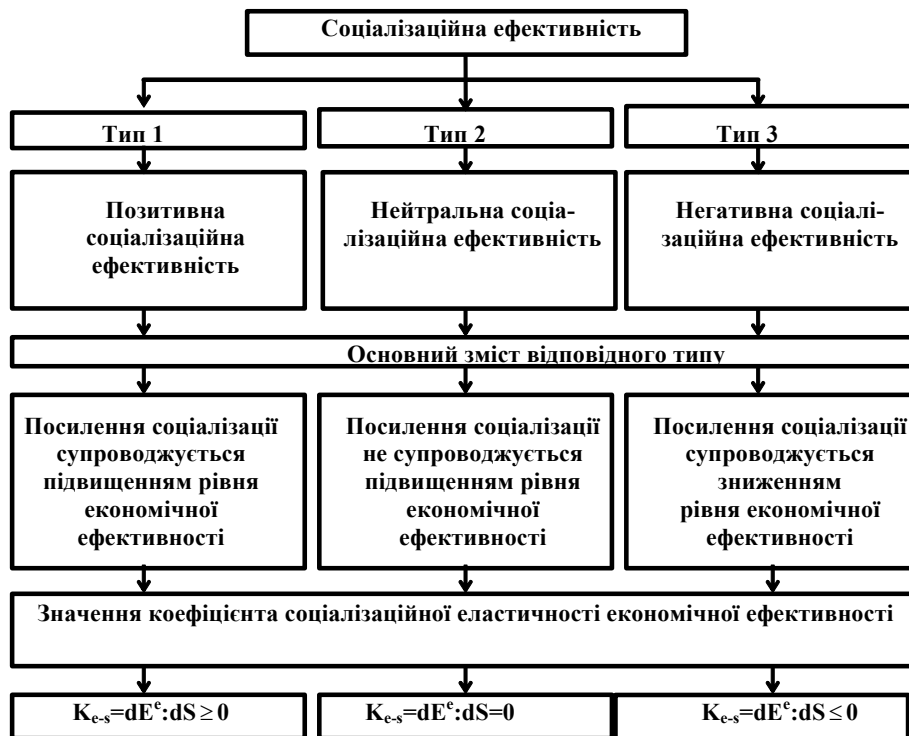 Соціалізаційна ефективність
Тип 1
Тип 2
Тип 3
Позитивна
соціалізаційна
ефективність
Нейтральна соціа-
лізаційна ефективність
Негативна соціалі-
заційна ефективність
Основний зміст відповідного типу
Посилення соціалізації
супроводжується
підвищенням рівня
економічної
ефективності
Посилення соціалізації
не супроводжується
підвищенням рівня
економічної
ефективності
Посилення соціалізації
супроводжується
зниженням
рівня економічної
ефективності
Значення коефіцієнта соціалізаційної еластичності економічної ефективності
Kₑ₋ₛ=dEᵉ:dS ≥ 0
Kₑ₋ₛ=dEᵉ:dS=0
Kₑ₋ₛ=dEᵉ:dS ≤ 0